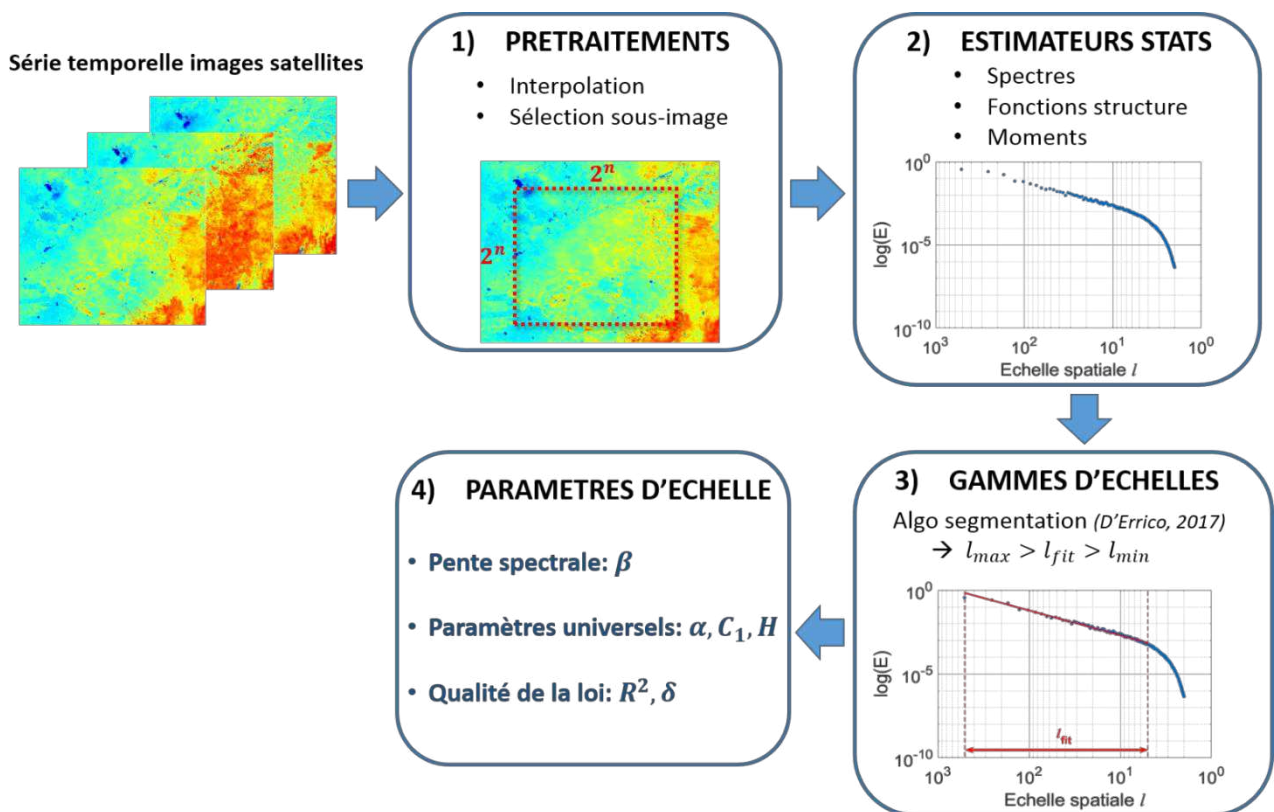 Série temporelle images satellites
1) PRETRAITEMENTS
• Interpolation
• Sélection sous-image
2ⁿ
2ⁿ
2) ESTIMATEURS STATS
• Spectres
• Fonctions structure
• Moments
log(E)
10⁰
10⁻⁵
10⁻¹⁰
10³ 10² 10¹ 10⁰
Echelle spatiale l
3) GAMMES D'ECHELLES
Algo segmentation (D'Errico, 2017)
→ l_max > l_fit > l_min
log(E)
10⁰
10⁻⁵
10⁻¹⁰
l_fit
10³ 10² 10¹ 10⁰
Echelle spatiale l
4) PARAMETRES D'ECHELLE
• Pente spectrale: β
• Paramètres universels: α, C₁, H
• Qualité de la loi: R², δ